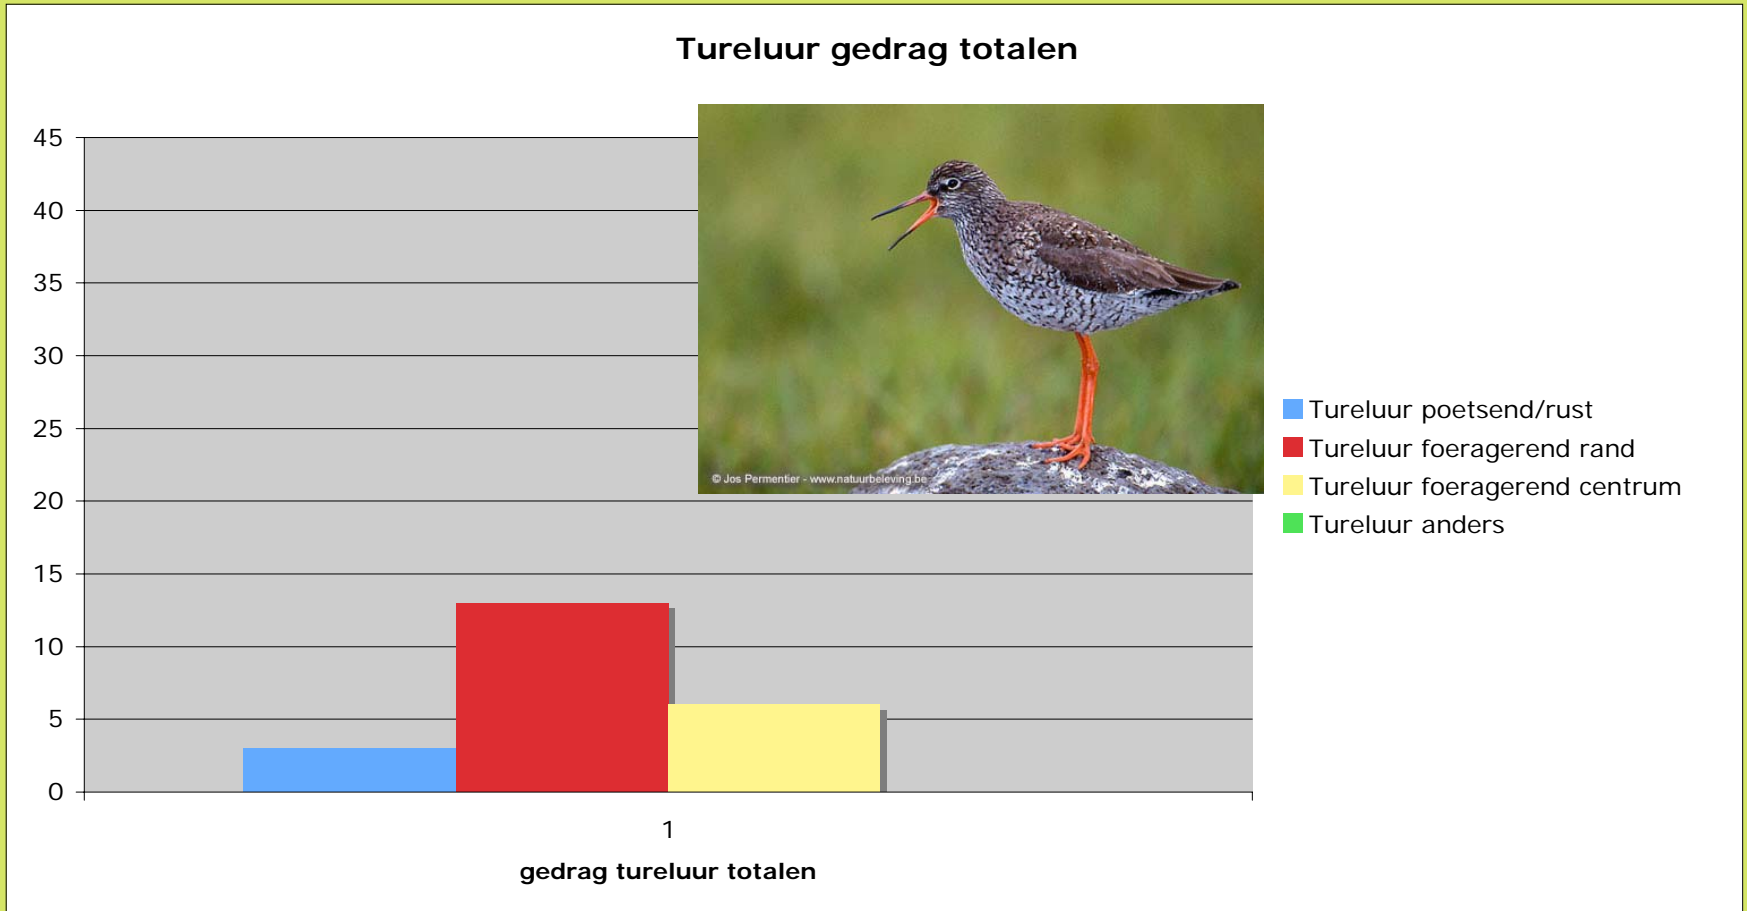 Tureluur gedrag totalen
45
40
35
30
25
20
15
10
5
0
© Jos Permentier - www.natuurbeleving.be
Tureluur poetsend/rust
Tureluur foeragerend rand
Tureluur foeragerend centrum
Tureluur anders
1
gedrag tureluur totalen